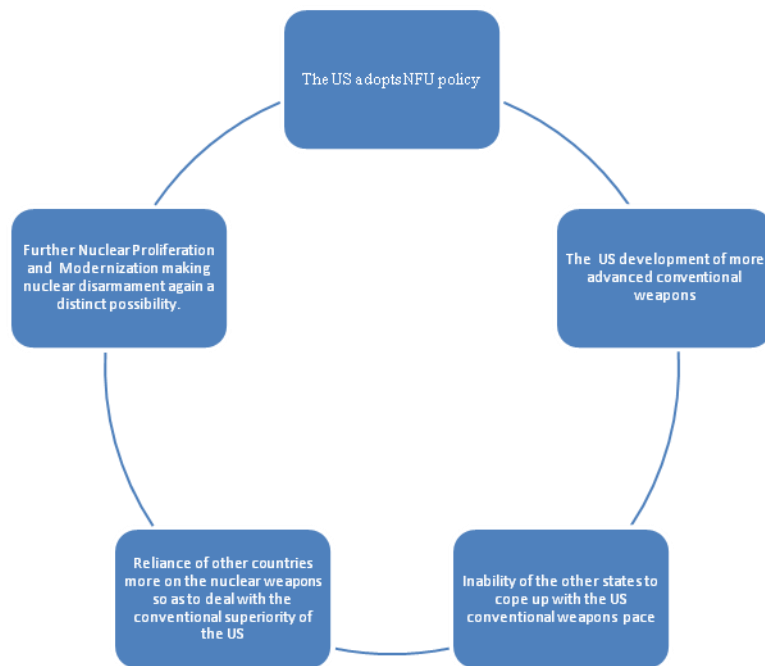 The US adoptsNFU policy
The US development of more
advanced conventional
weapons
Inability of the other states to
cope up with the US
conventional weapons pace
Reliance of other countries
more on the nuclear weapons
so as to deal with the
conventional superiority of
the US
Further Nuclear Proliferation
and Modernization making
nuclear disarmament again a
distinct possibility.